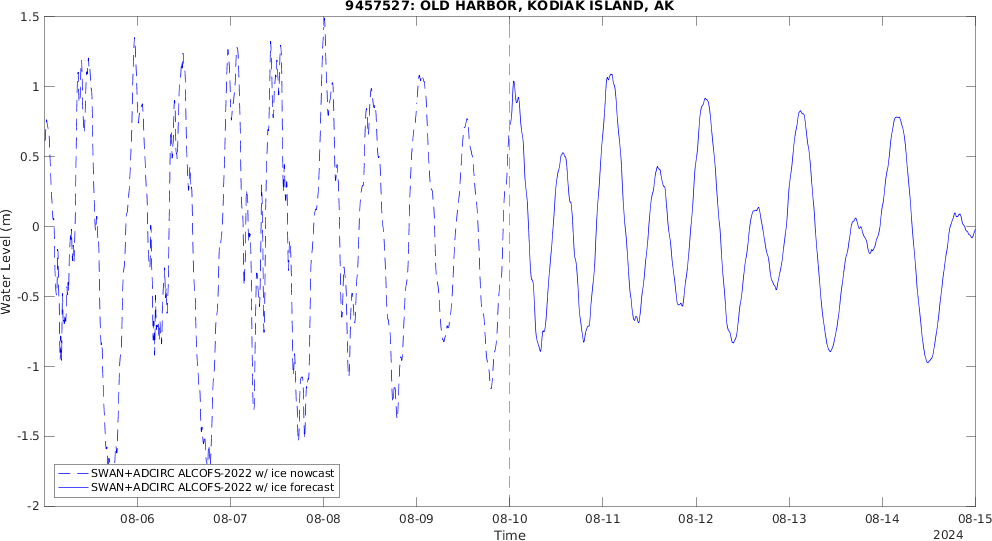 9457527: OLD HARBOR, KODIAK ISLAND, AK
1.5
1
0.5
0
-0.5
-1
-1.5
-2
Water Level (m)
SWAN+ADCIRC ALCOFS-2022 w/ ice nowcast
SWAN+ADCIRC ALCOFS-2022 w/ ice forecast
08-06 08-07 08-08 08-09 08-10 08-11 08-12 08-13 08-14 08-15
Time
2024